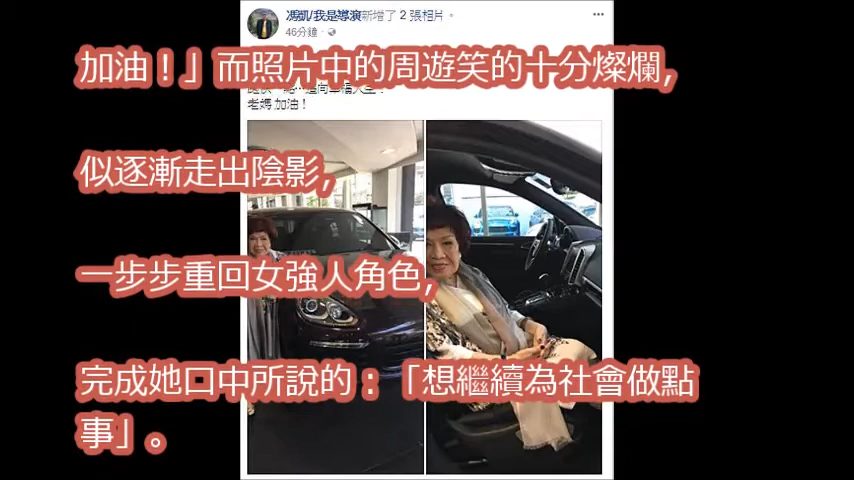 馮凱/我是導演新增了 2 張相片。
46分鐘 ·
加油！」而照片中的周遊笑的十分燦爛,
老媽 加油！
似逐漸走出陰影,
一步步重回女強人角色,
完成她口中所說的：「想繼續為社會做點
事」。